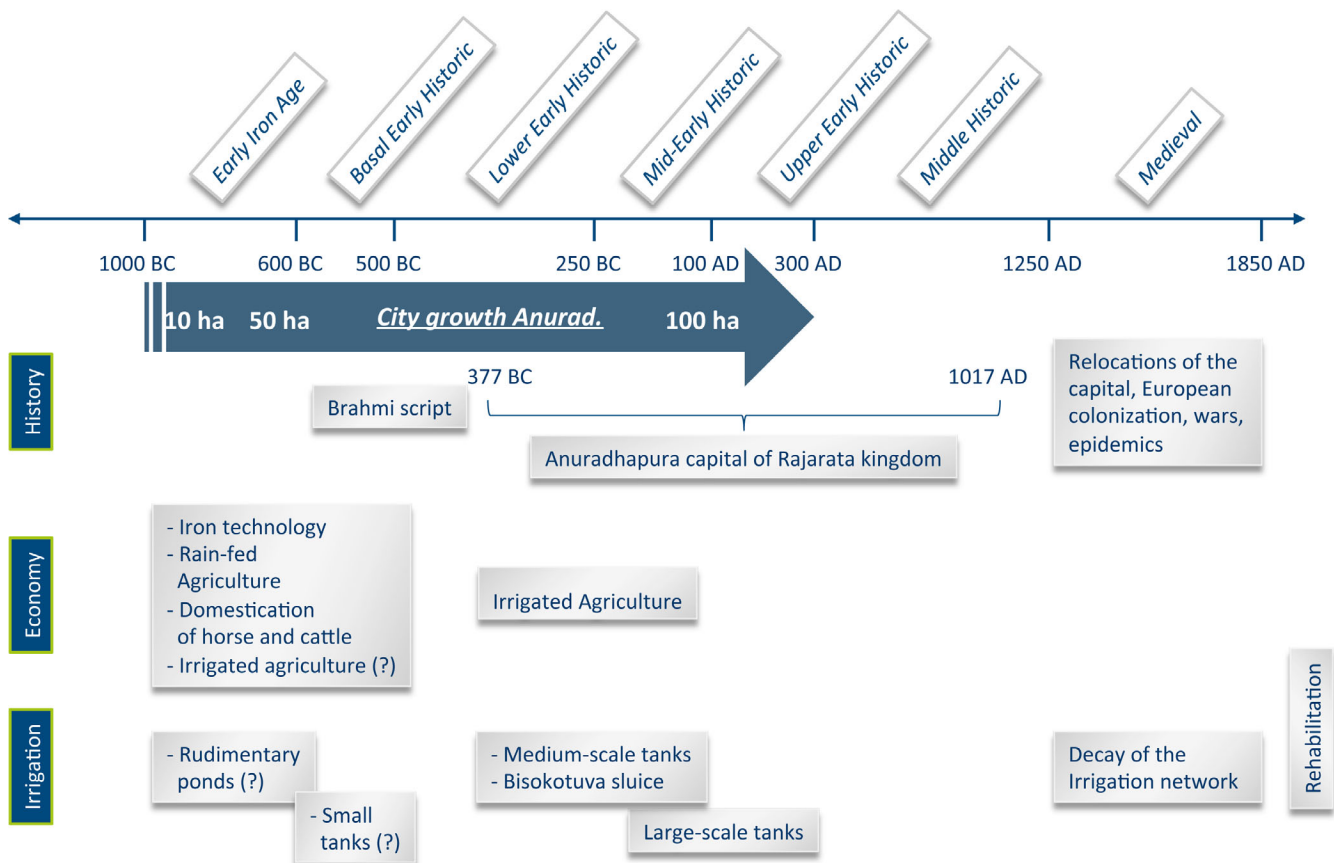 Early Iron Age
Basal Early Historic
Lower Early Historic
Mid-Early Historic
Upper Early Historic
Middle Historic
Medieval
1000 BC
600 BC
500 BC
250 BC
100 AD
300 AD
1250 AD
1850 AD
10 ha
50 ha
City growth Anurad.
100 ha
History
377 BC
1017 AD
Brahmi script
Anuradhapura capital of Rajarata kingdom
Relocations of the
capital, European
colonization, wars,
epidemics
Economy
- Iron technology
- Rain-fed
Agriculture
- Domestication
of horse and cattle
- Irrigated agriculture (?)
Irrigated Agriculture
Irrigation
- Rudimentary
ponds (?)
- Small
tanks (?)
- Medium-scale tanks
- Bisokotuva sluice
Large-scale tanks
Decay of the
Irrigation network
Rehabilitation